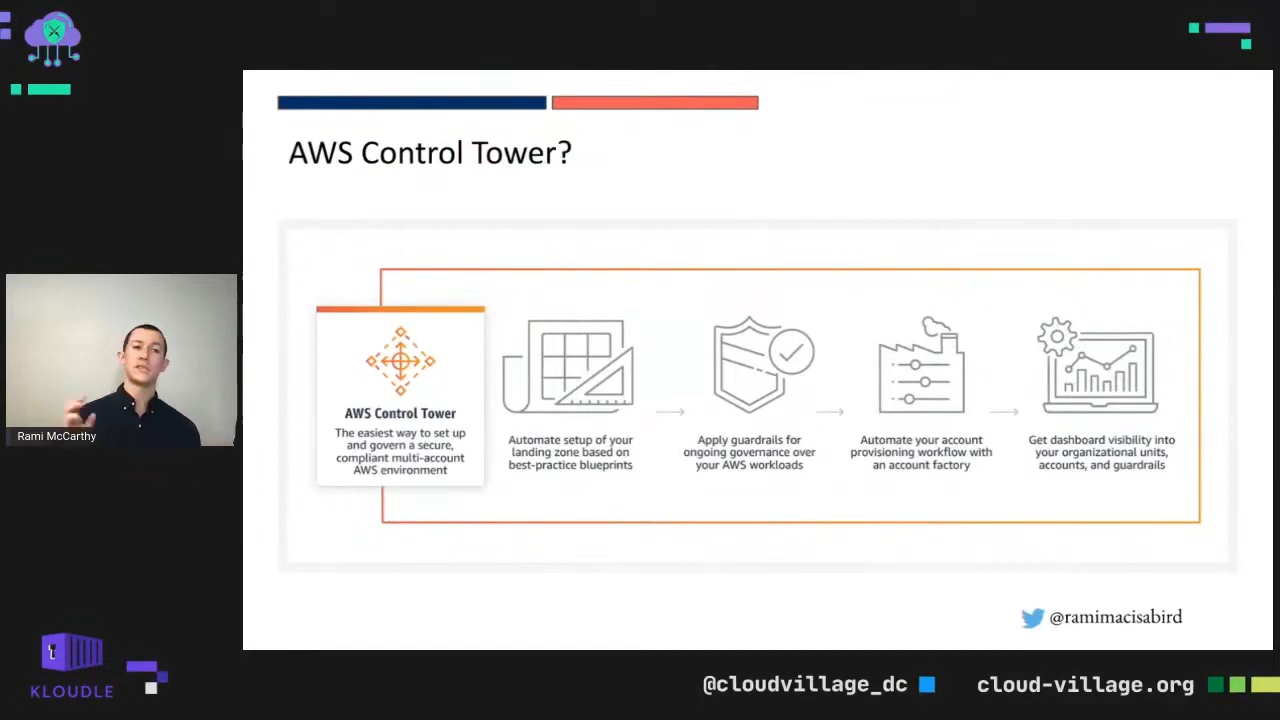 AWS Control Tower?
AWS Control Tower
The easiest way to set up
and govern a secure,
compliant multi-account
AWS environment
Automate setup of your
landing zone based on
best-practice blueprints
Apply guardrails for
ongoing governance over
your AWS workloads
Automate your account
provisioning workflow with
an account factory
Get dashboard visibility into
your organizational units,
accounts, and guardrails
@ramimacisabird
Rami McCarthy
KLOUDLE
@cloudvillage_dc
cloud-village.org